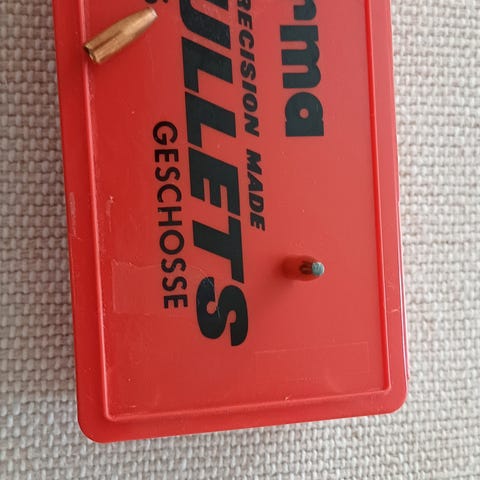 rma
RECISION MADE
ULLETS
GESCHOSSE